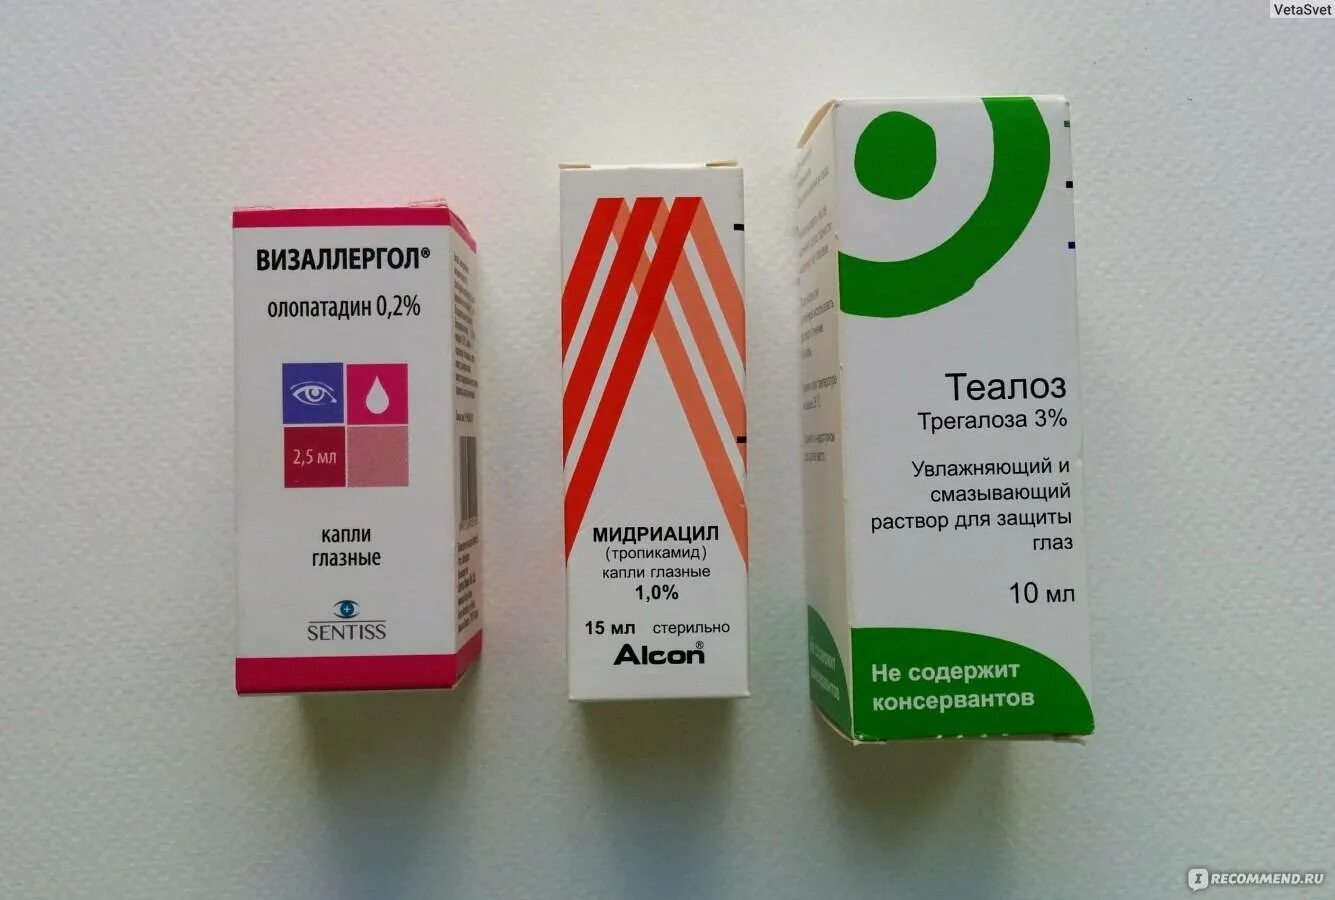 VetaSvet
ВИЗАЛЛЕРГОЛ®
олопатадин 0,2%
2,5 мл
капли
глазные
SENTISS
МИДРИАЦИЛ
(тропикамид)
капли глазные
1,0%
15 мл стерильно
Alcon®
Теалоз
Трегалоза 3%
Увлажняющий и
смазывающий
раствор для защиты
глаз
10 мл
Не содержит
консервантов
IRECOMMEND.RU